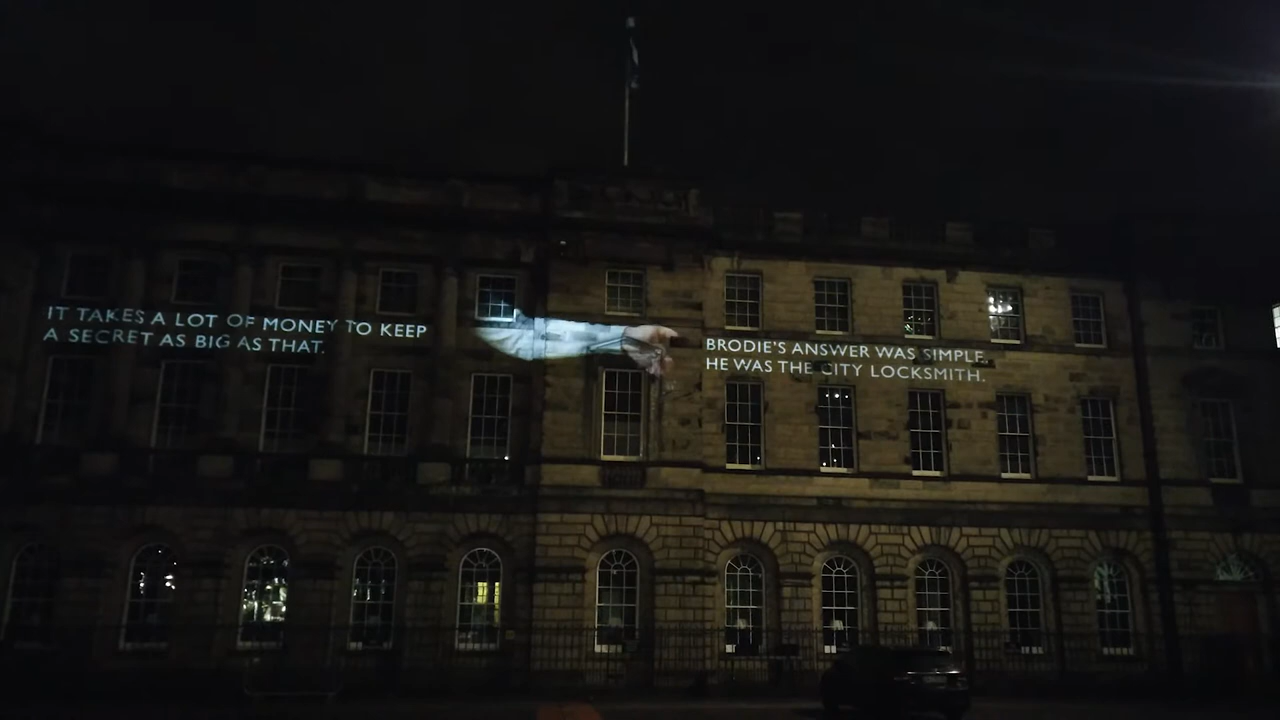 IT TAKES A LOT OF MONEY TO KEEP
A SECRET AS BIG AS THAT.
BRODIE'S ANSWER WAS SIMPLE.
HE WAS THE CITY LOCKSMITH.